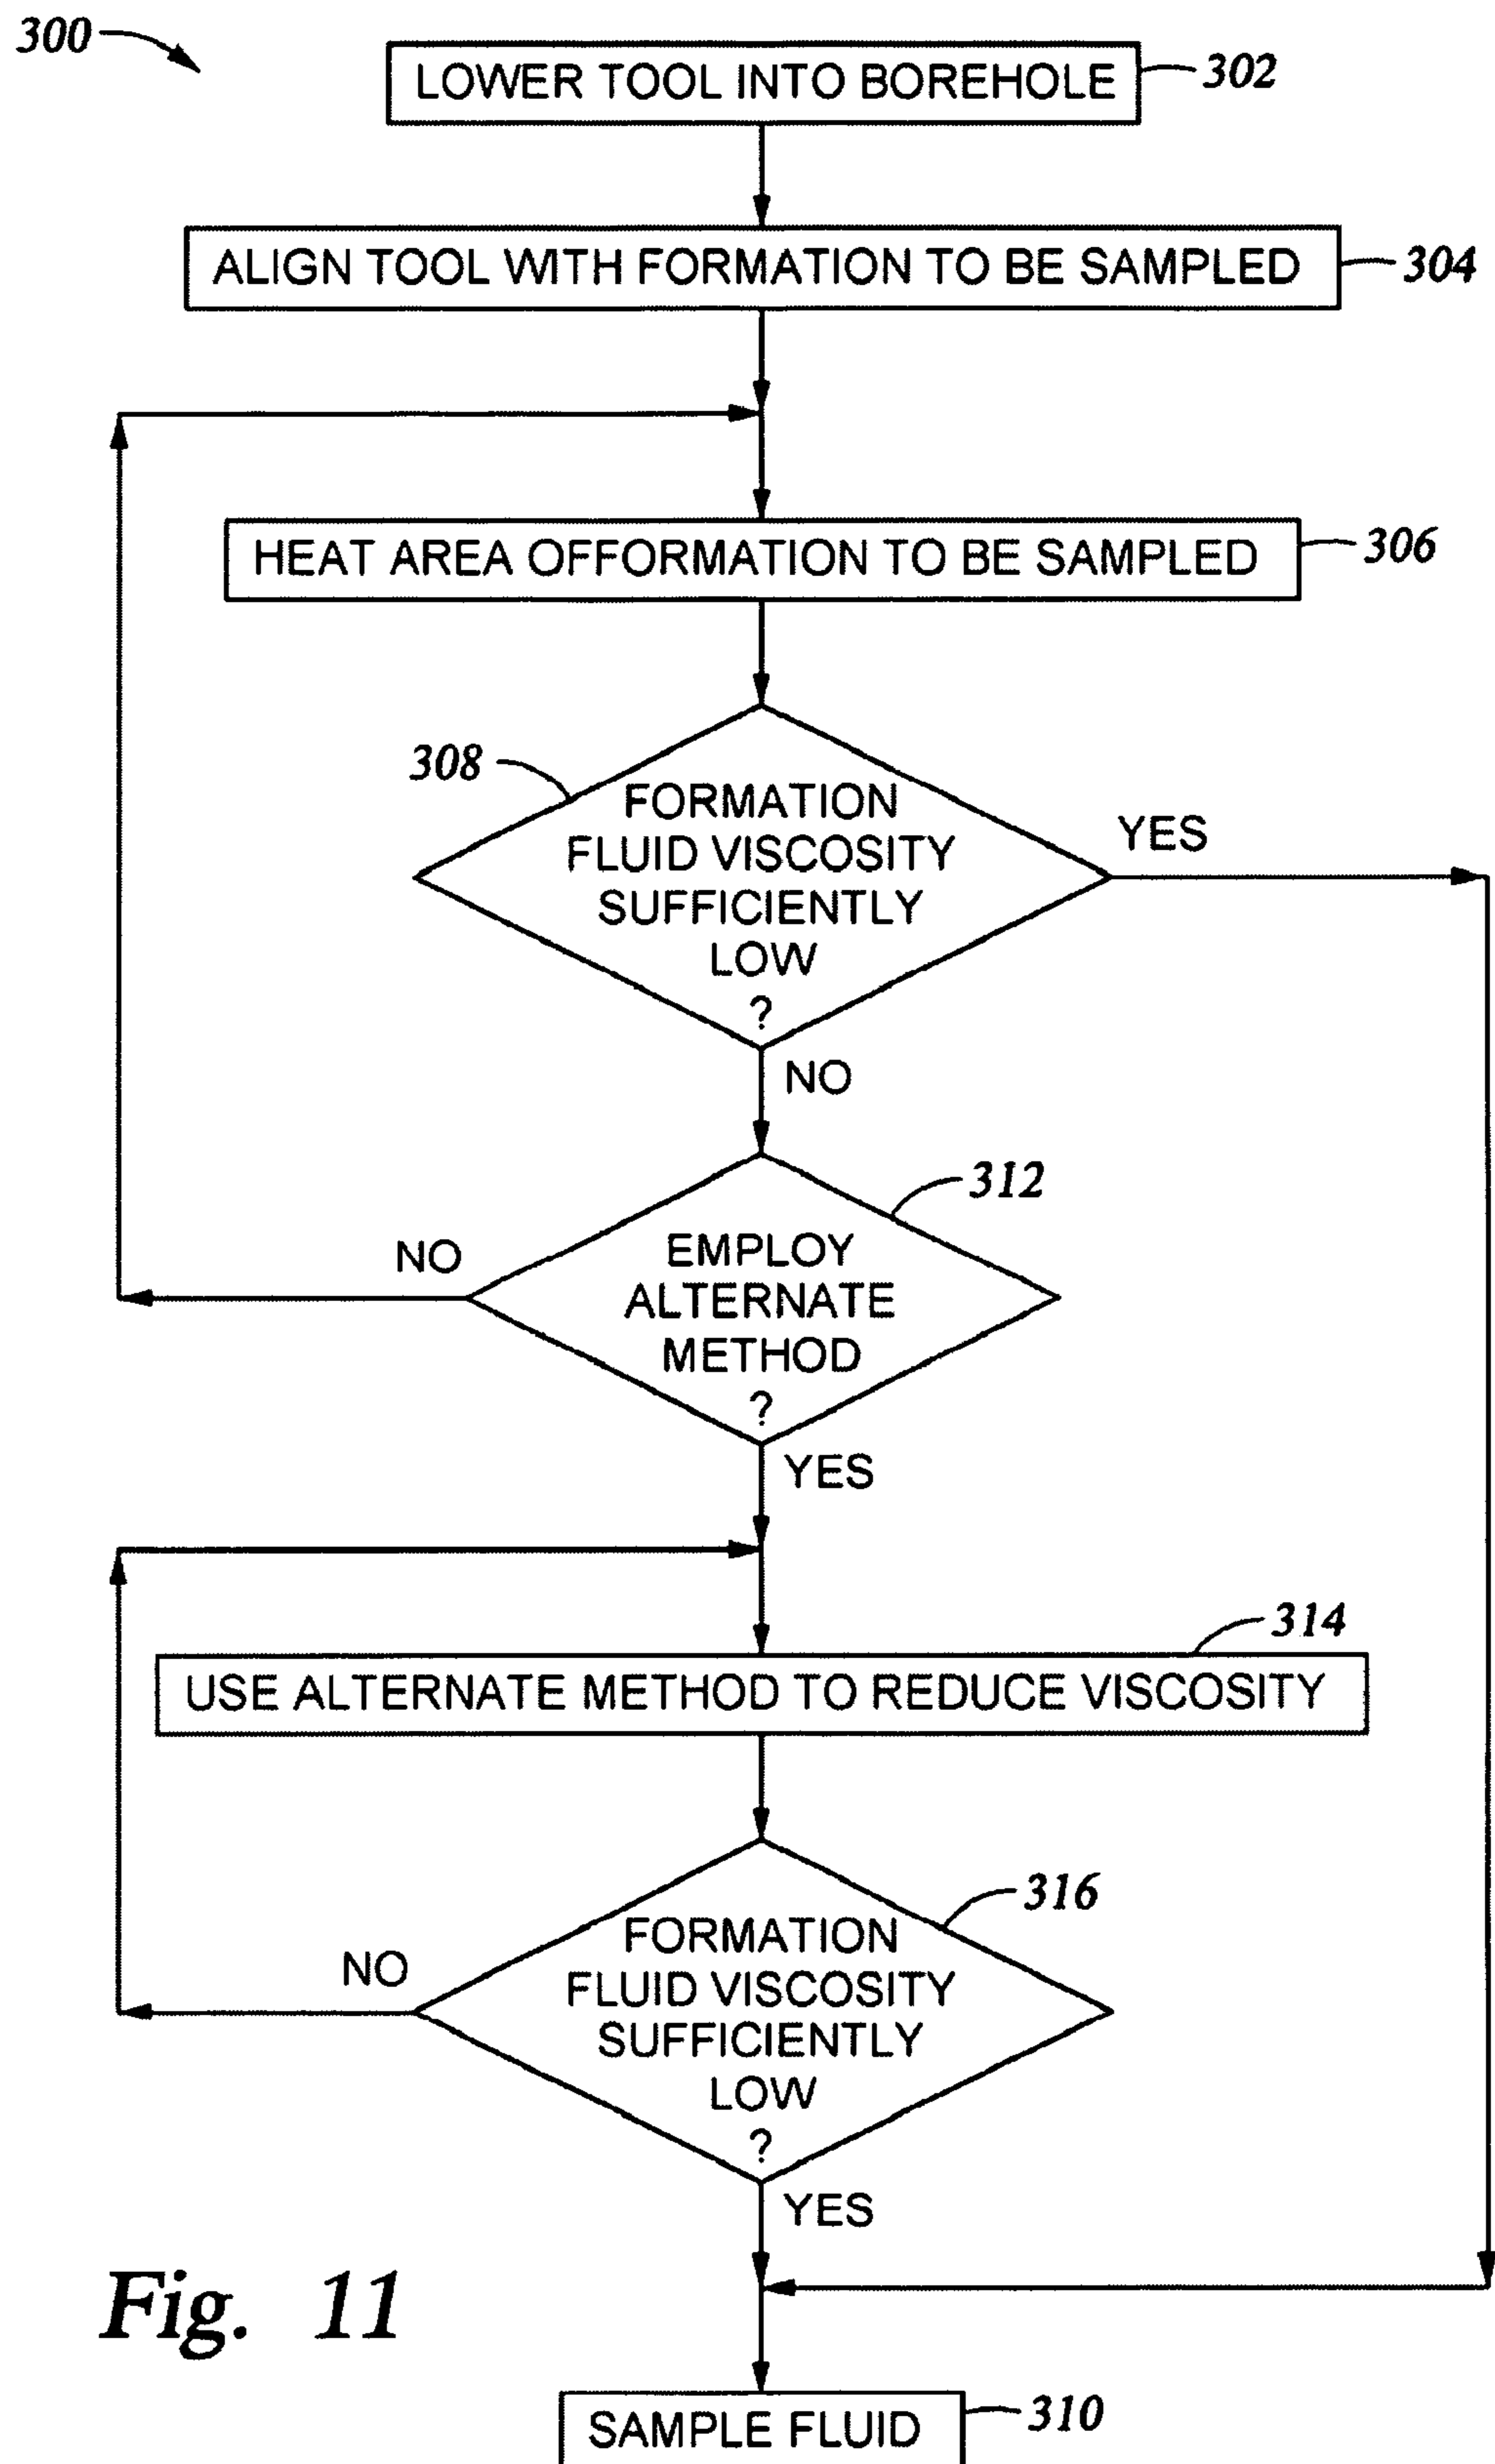 300
LOWER TOOL INTO BOREHOLE
302
ALIGN TOOL WITH FORMATION TO BE SAMPLED
304
HEAT AREA OFFORMATION TO BE SAMPLED
306
308
FORMATION
FLUID VISCOSITY
SUFFICIENTLY
LOW
?
YES
NO
312
EMPLOY
ALTERNATE
METHOD
?
NO
YES
314
USE ALTERNATE METHOD TO REDUCE VISCOSITY
316
FORMATION
FLUID VISCOSITY
SUFFICIENTLY
LOW
?
NO
YES
Fig. 11
SAMPLE FLUID
310